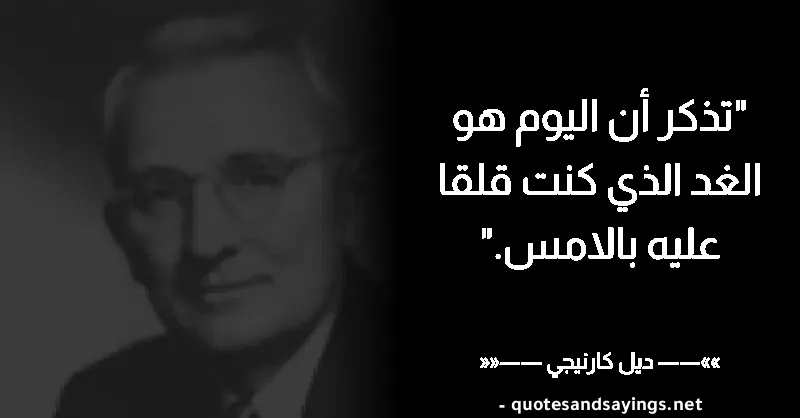 "تذكر أن اليوم هو
الغد الذي كنت قلقا
عليه بالامس."
»»—— ديل كارنيجي ——««
- quotesandsayings.net